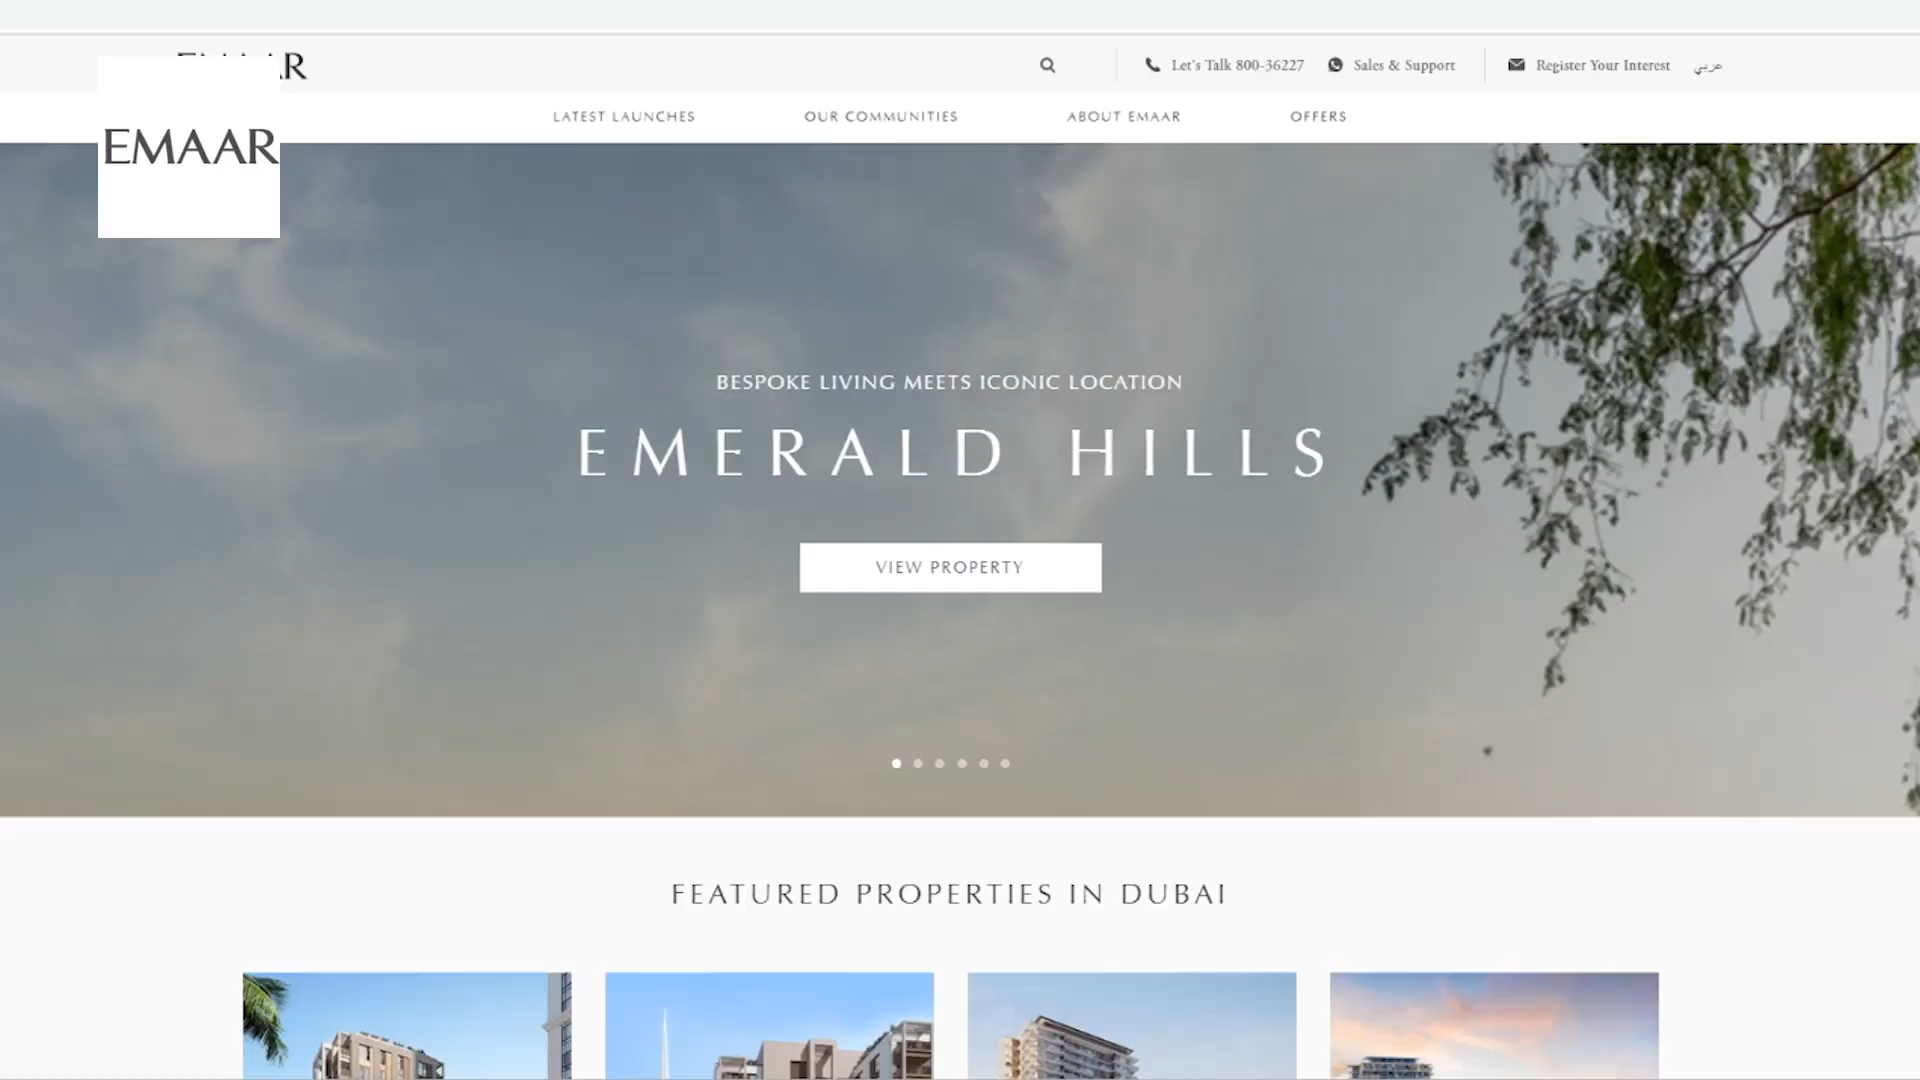 Let's Talk 800-36227
Sales & Support
Register Your Interest
عربي
LATEST LAUNCHES
OUR COMMUNITIES
ABOUT EMAAR
OFFERS
EMAAR
BESPOKE LIVING MEETS ICONIC LOCATION
EMERALD HILLS
VIEW PROPERTY
FEATURED PROPERTIES IN DUBAI